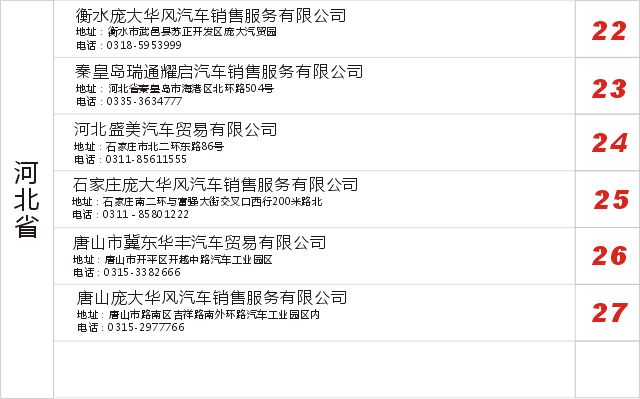 河北省
衡水庞大华风汽车销售服务有限公司
地址：衡水市武邑县苏正开发区庞大汽贸园
电话：0318-5953999
22
秦皇岛瑞通耀启汽车销售服务有限公司
地址：河北省秦皇岛市海港区北环路504号
电话：0335-3634777
23
河北盛美汽车贸易有限公司
地址：石家庄市北二环东路86号
电话：0311-85611555
24
石家庄庞大华风汽车销售服务有限公司
地址：石家庄南二环与富强大街交叉口西行200米路北
电话：0311 - 85801222
25
唐山市冀东华丰汽车贸易有限公司
地址：唐山市开平区开越中路汽车工业园区
电话：0315-3382666
26
唐山庞大华风汽车销售服务有限公司
地址：唐山市路南区吉祥路南外环路汽车工业园区内
电话：0315-2977766
27